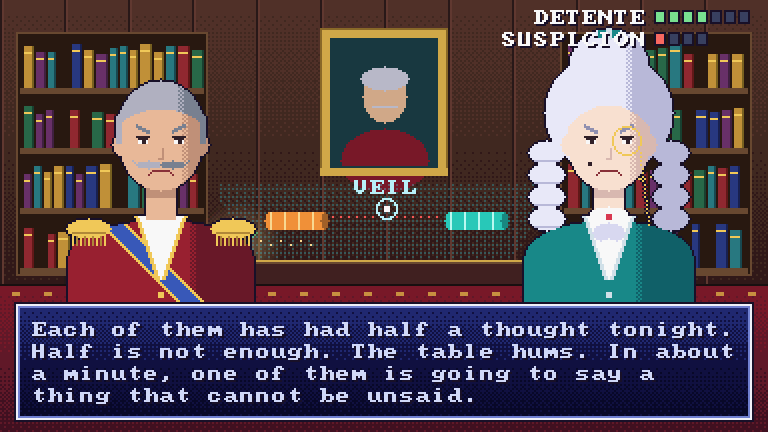 DETENTE
SUSPICION
VEIL
Each of them has had half a thought tonight.
Half is not enough. The table hums. In about
a minute, one of them is going to say a
thing that cannot be unsaid.